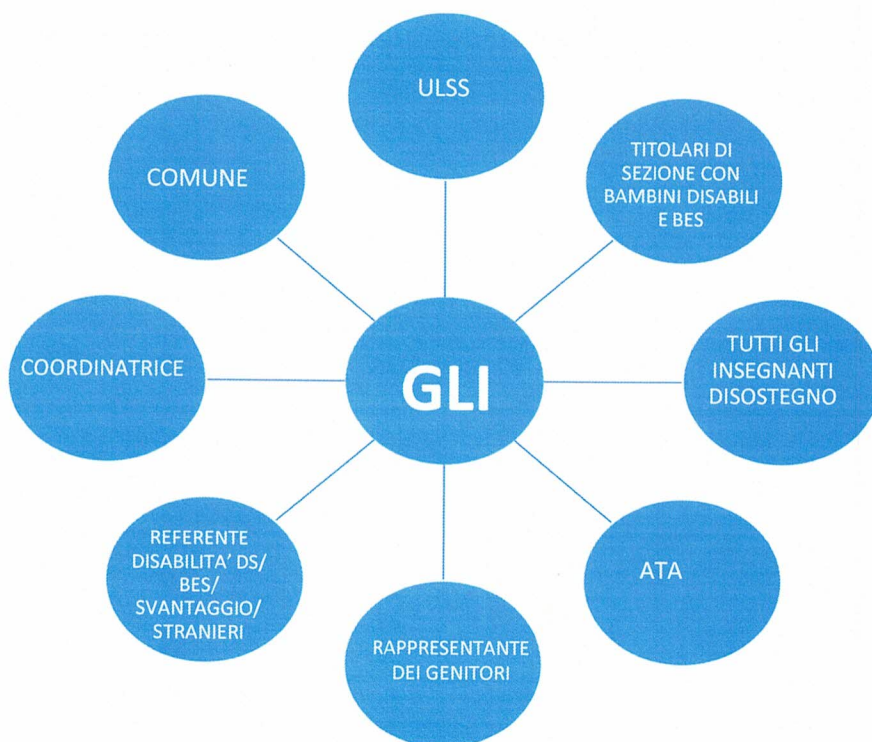 ULSS
TITOLARI DI
SEZIONE CON
BAMBINI DISABILI
E BES
COMUNE
TUTTI GLI
INSEGNANTI
DISOSTEGNO
COORDINATRICE
GLI
ATA
REFERENTE
DISABILITA’ DS/
BES/
SVANTAGGIO/
STRANIERI
RAPPRESENTANTE
DEI GENITORI